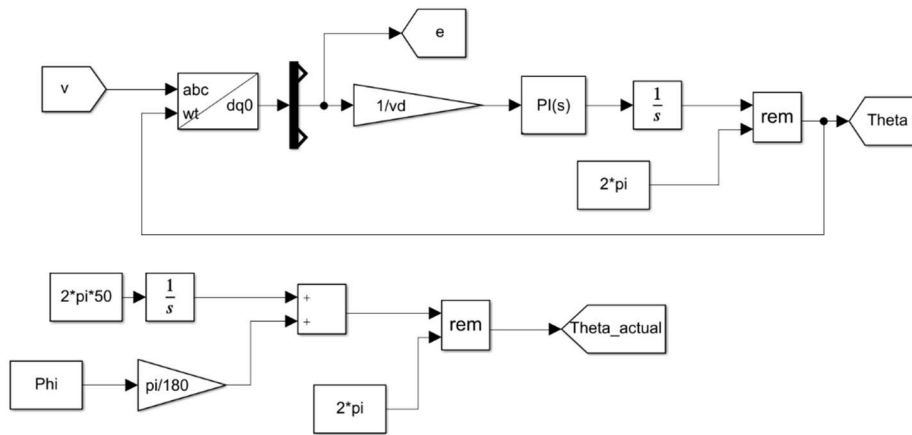 e
v
abc
wt
dq0
1/vd
PI(s)
1
s
rem
Theta
2*pi
2*pi*50
1
s
+
+
rem
Theta_actual
Phi
pi/180
2*pi